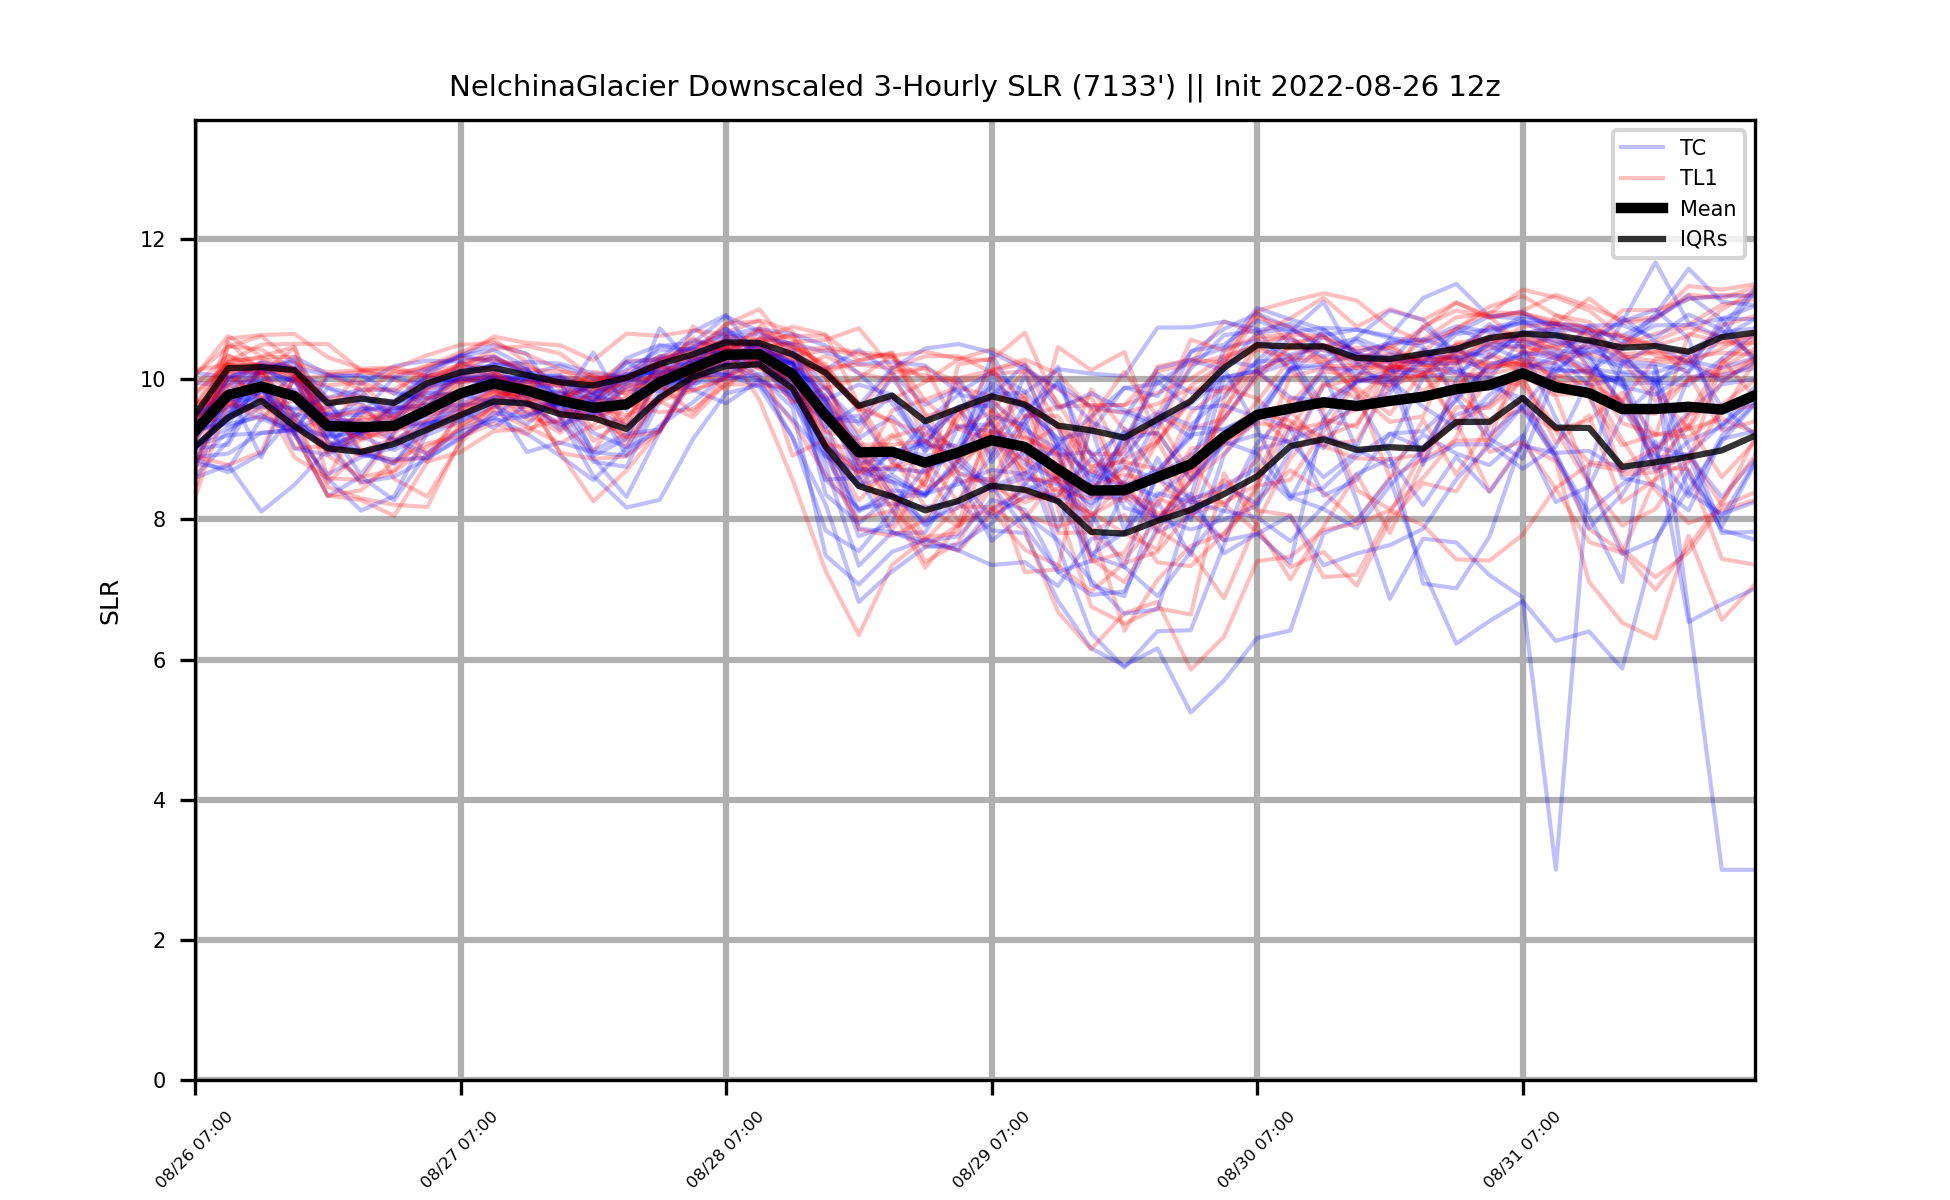 NelchinaGlacier Downscaled 3-Hourly SLR (7133') || Init 2022-08-26 12z
TC
TL1
Mean
IQRs
SLR
12
10
8
6
4
2
0
08/26 07:00
08/27 07:00
08/28 07:00
08/29 07:00
08/30 07:00
08/31 07:00